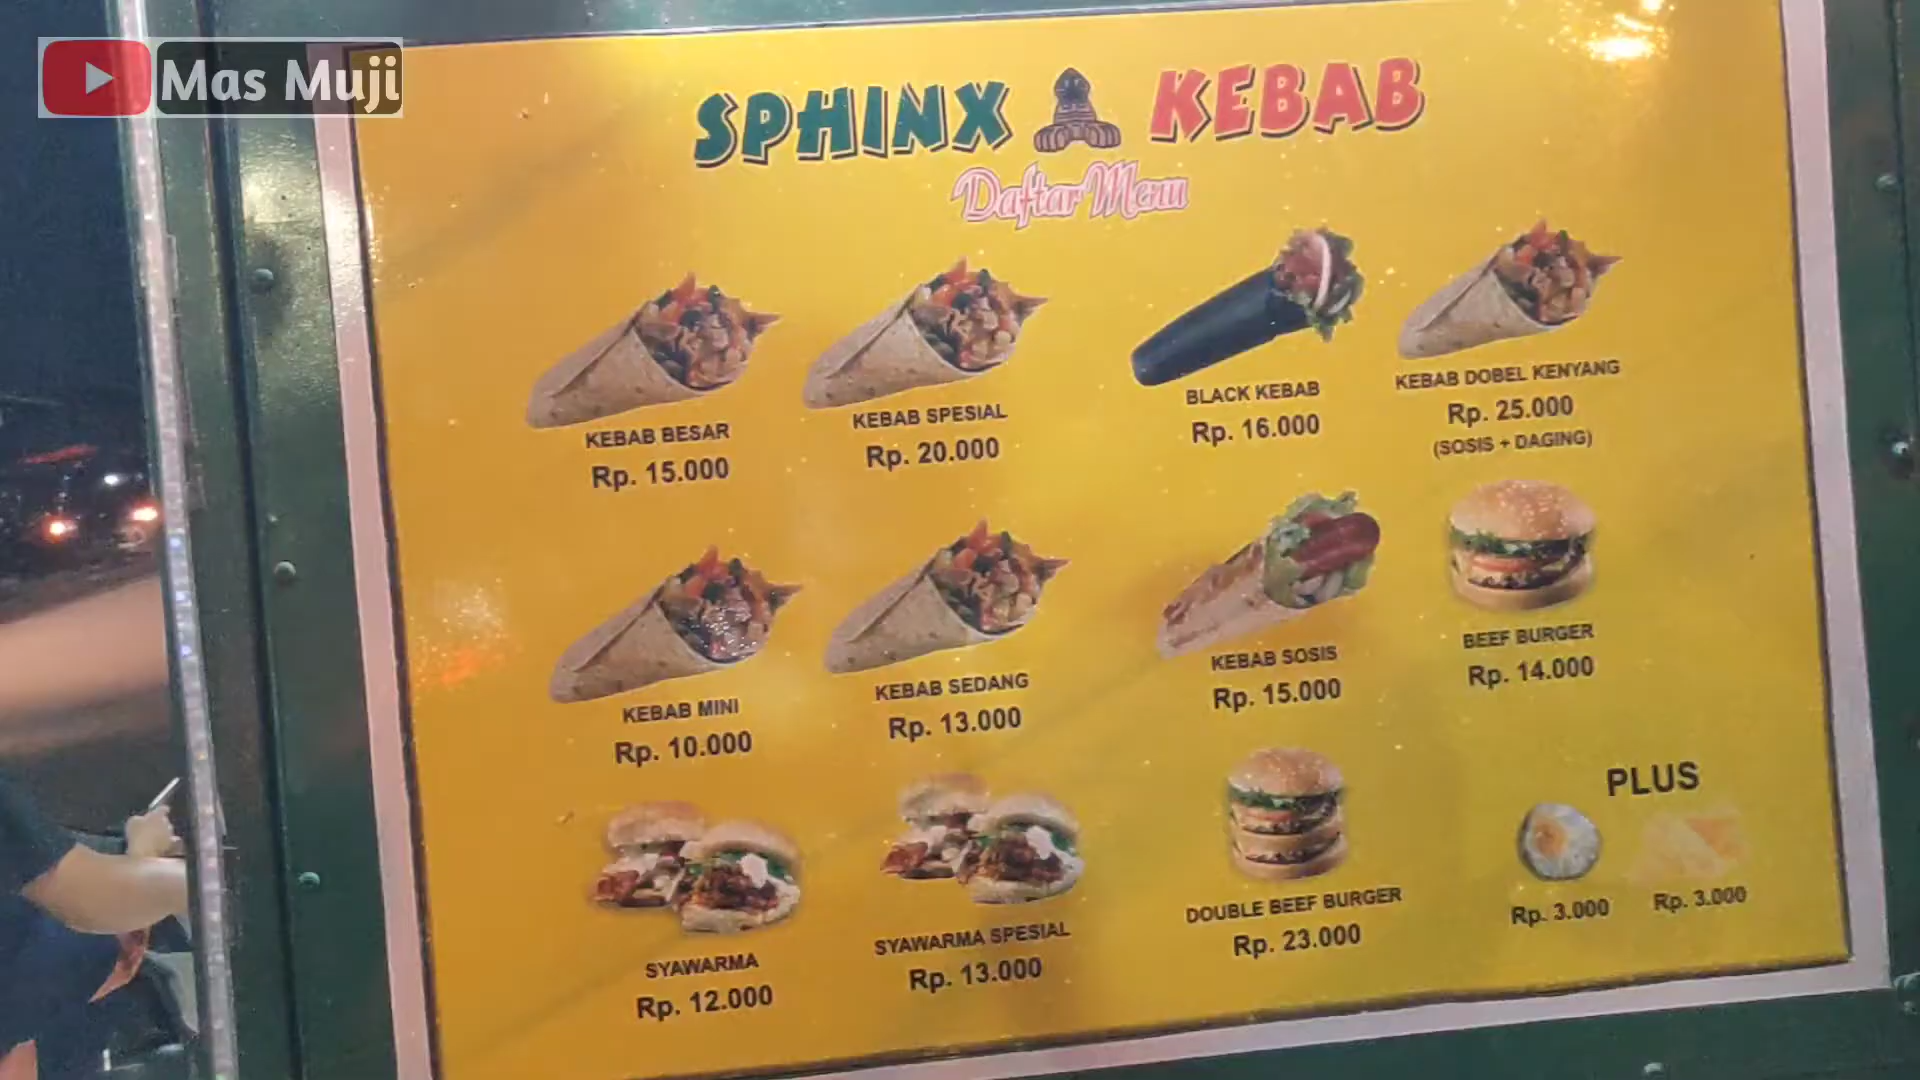 Mas Muji
SPHINX KEBAB
Daftar Menu
KEBAB BESAR
Rp. 15.000
KEBAB SPESIAL
Rp. 20.000
BLACK KEBAB
Rp. 16.000
KEBAB DOBEL KENYANG
Rp. 25.000
(SOSIS + DAGING)
KEBAB MINI
Rp. 10.000
KEBAB SEDANG
Rp. 13.000
KEBAB SOSIS
Rp. 15.000
BEEF BURGER
Rp. 14.000
SYAWARMA
Rp. 12.000
SYAWARMA SPESIAL
Rp. 13.000
DOUBLE BEEF BURGER
Rp. 23.000
PLUS
Rp. 3.000
Rp. 3.000